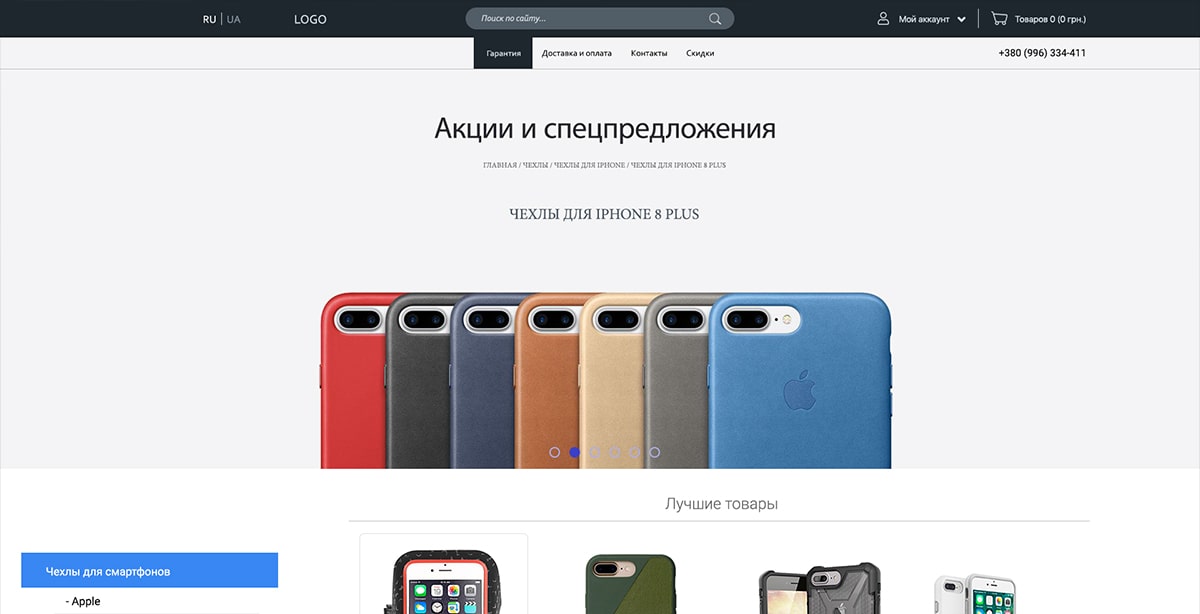 RU | UA
LOGO
Поиск по сайту...
Мой аккаунт
Товаров 0 (0 грн.)
Гарантия
Доставка и оплата
Контакты
Скидки
+380 (996) 334-411
Акции и спецпредложения
ГЛАВНАЯ / ЧЕХЛЫ / ЧЕХЛЫ ДЛЯ IPHONE / ЧЕХЛЫ ДЛЯ IPHONE 8 PLUS
ЧЕХЛЫ ДЛЯ IPHONE 8 PLUS
Лучшие товары
Чехлы для смартфонов
- Apple